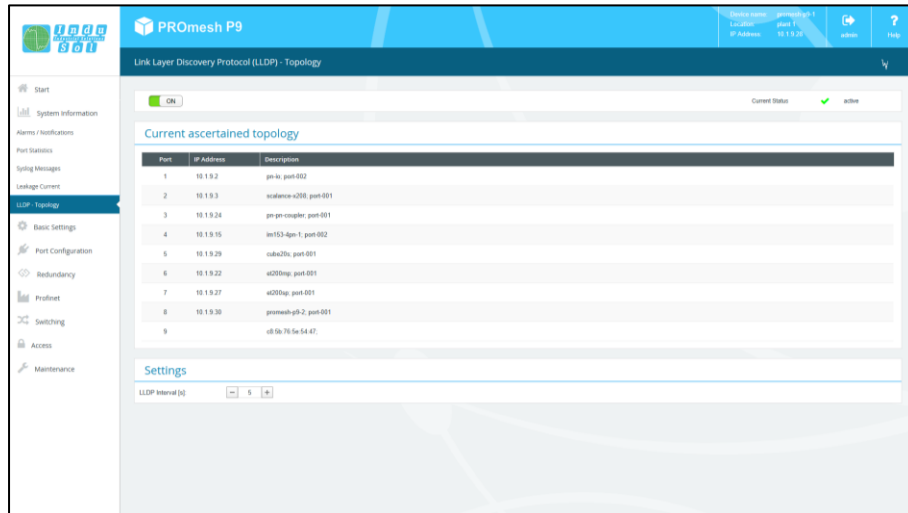 Indu
Sol
PROmesh P9
Device name: promesh-p9-1
Location: plant 1
IP Address: 10.1.9.28
admin
Help
Link Layer Discovery Protocol (LLDP) - Topology
Start
System Information
Alarms / Notifications
Port Statistics
Syslog Messages
Leakage Current
LLDP - Topology
Basic Settings
Port Configuration
Redundancy
Profinet
Switching
Access
Maintenance
ON
Current Status active
Current ascertained topology
Port IP Address Description
1 10.1.9.2 pn-io; port-002
2 10.1.9.3 scalance-x208; port-001
3 10.1.9.24 pn-pn-coupler; port-001
4 10.1.9.15 im153-4pn-1; port-002
5 10.1.9.29 cube20s; port-001
6 10.1.9.22 et200mp; port-001
7 10.1.9.27 et200sp; port-001
8 10.1.9.30 promesh-p9-2; port-001
9 c8:5b:76:5e:54:47;
Settings
LLDP Interval [s]: − 5 +